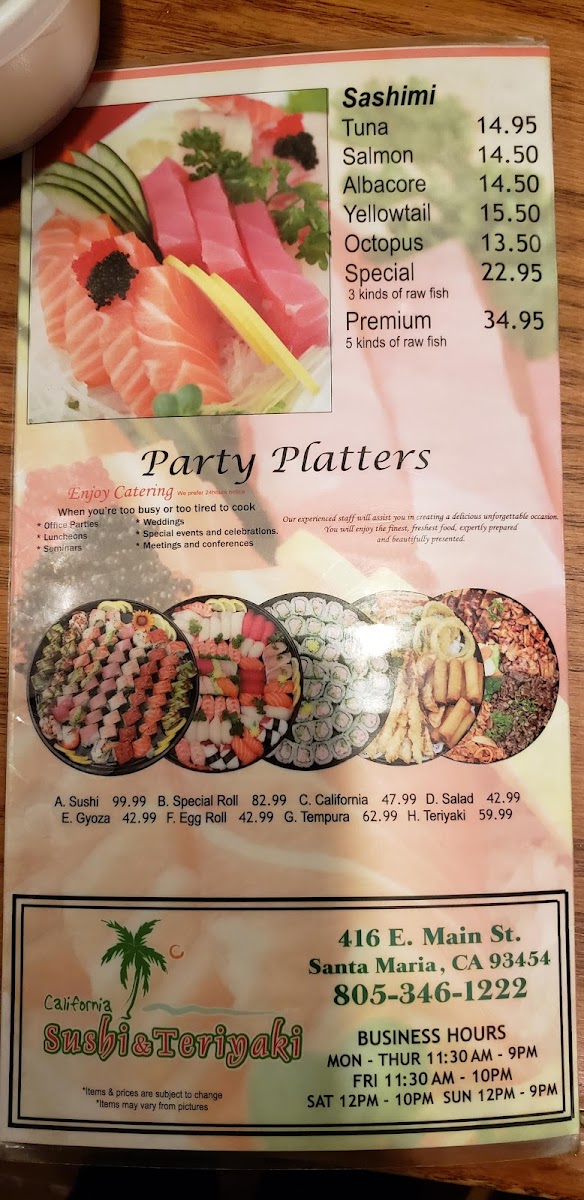 Sashimi
Tuna 14.95
Salmon 14.50
Albacore 14.50
Yellowtail 15.50
Octopus 13.50
Special 22.95
3 kinds of raw fish
Premium 34.95
5 kinds of raw fish
Party Platters
Enjoy Catering We prefer 24hours notice
When you're too busy or too tired to cook
* Office Parties * Weddings
* Luncheons * Special events and celebrations.
* Seminars * Meetings and conferences
Our experienced staff will assist you in creating a delicious unforgettable occasion.
You will enjoy the finest, freshest food, expertly prepared
and beautifully presented.
A. Sushi 99.99 B. Special Roll 82.99 C. California 47.99 D. Salad 42.99
E. Gyoza 42.99 F. Egg Roll 42.99 G. Tempura 62.99 H. Teriyaki 59.99
California
Sushi & Teriyaki
*Items & prices are subject to change
*Items may vary from pictures
416 E. Main St.
Santa Maria, CA 93454
805-346-1222
BUSINESS HOURS
MON - THUR 11:30 AM - 9PM
FRI 11:30 AM - 10PM
SAT 12PM - 10PM SUN 12PM - 9PM